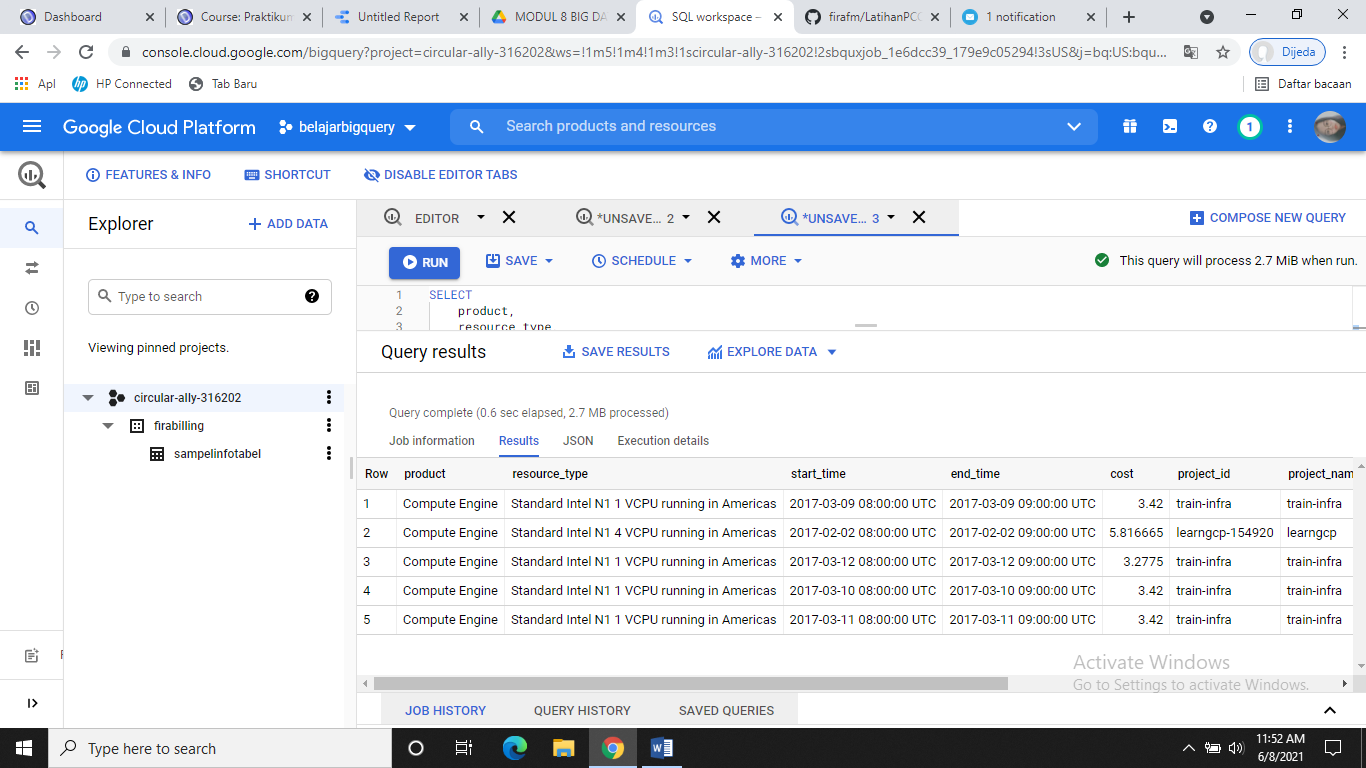 Dashboard
Course: Praktikum
Untitled Report
MODUL 8 BIG DA
SQL workspace –
firafm/LatihanPCC
1 notification
console.cloud.google.com/bigquery?project=circular-ally-316202&ws=!1m5!1m4!1m3!1scircular-ally-316202!2sbquxjob_1e6dcc39_179e9c05294!3sUS&j=bq:US:bqu...
Dijeda
Apl
HP Connected
Tab Baru
Daftar bacaan
Google Cloud Platform
belajarbigquery
Search products and resources
1
FEATURES & INFO
SHORTCUT
DISABLE EDITOR TABS
Explorer
+ ADD DATA
EDITOR
*UNSAVE... 2
*UNSAVE... 3
COMPOSE NEW QUERY
RUN
SAVE
SCHEDULE
MORE
This query will process 2.7 MiB when run.
Type to search
1 SELECT
2 product,
3 resource_type
Viewing pinned projects.
circular-ally-316202
firabilling
sampelinfotabel
Query results
SAVE RESULTS
EXPLORE DATA
Query complete (0.6 sec elapsed, 2.7 MB processed)
Job information Results JSON Execution details
Row product resource_type start_time end_time cost project_id project_nam
1 Compute Engine Standard Intel N1 1 VCPU running in Americas 2017-03-09 08:00:00 UTC 2017-03-09 09:00:00 UTC 3.42 train-infra train-infra
2 Compute Engine Standard Intel N1 4 VCPU running in Americas 2017-02-02 08:00:00 UTC 2017-02-02 09:00:00 UTC 5.816665 learngcp-154920 learngcp
3 Compute Engine Standard Intel N1 1 VCPU running in Americas 2017-03-12 08:00:00 UTC 2017-03-12 09:00:00 UTC 3.2775 train-infra train-infra
4 Compute Engine Standard Intel N1 1 VCPU running in Americas 2017-03-10 08:00:00 UTC 2017-03-10 09:00:00 UTC 3.42 train-infra train-infra
5 Compute Engine Standard Intel N1 1 VCPU running in Americas 2017-03-11 08:00:00 UTC 2017-03-11 09:00:00 UTC 3.42 train-infra train-infra
Activate Windows
Go to Settings to activate Windows.
JOB HISTORY
QUERY HISTORY
SAVED QUERIES
Type here to search
11:52 AM
6/8/2021